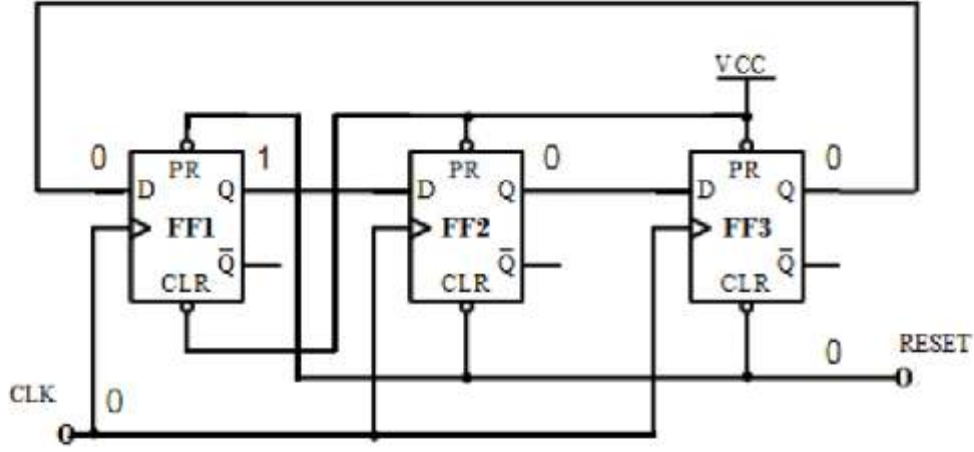 VCC
0 1 0 0
PR PR PR
D Q D Q D Q
FF1 FF2 FF3
Q̅ Q̅ Q̅
CLR CLR CLR
0 RESET
CLK 0